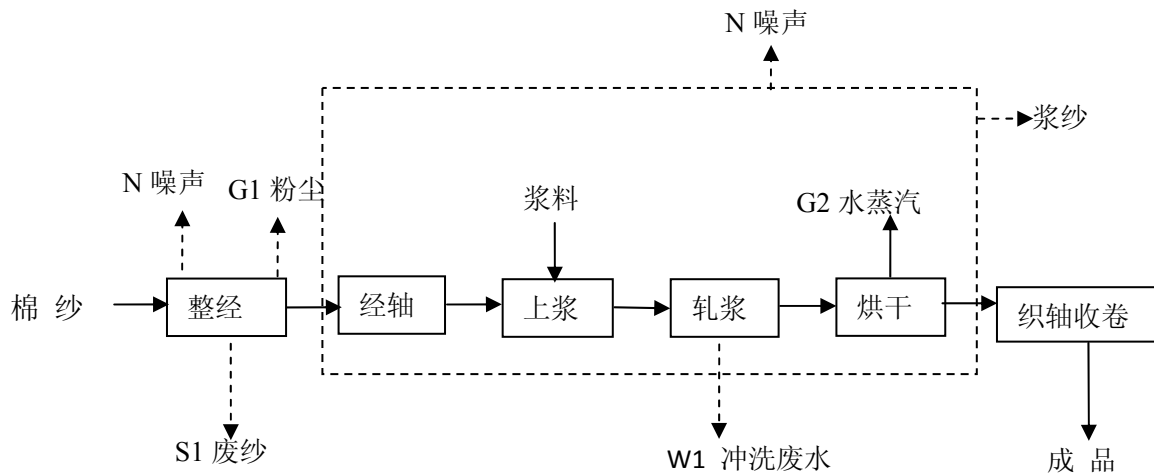 N 噪声
浆纱
N 噪声
G1 粉尘
浆料
G2 水蒸汽
棉 纱
整经
经轴
上浆
轧浆
烘干
织轴收卷
S1 废纱
W1 冲洗废水
成 品